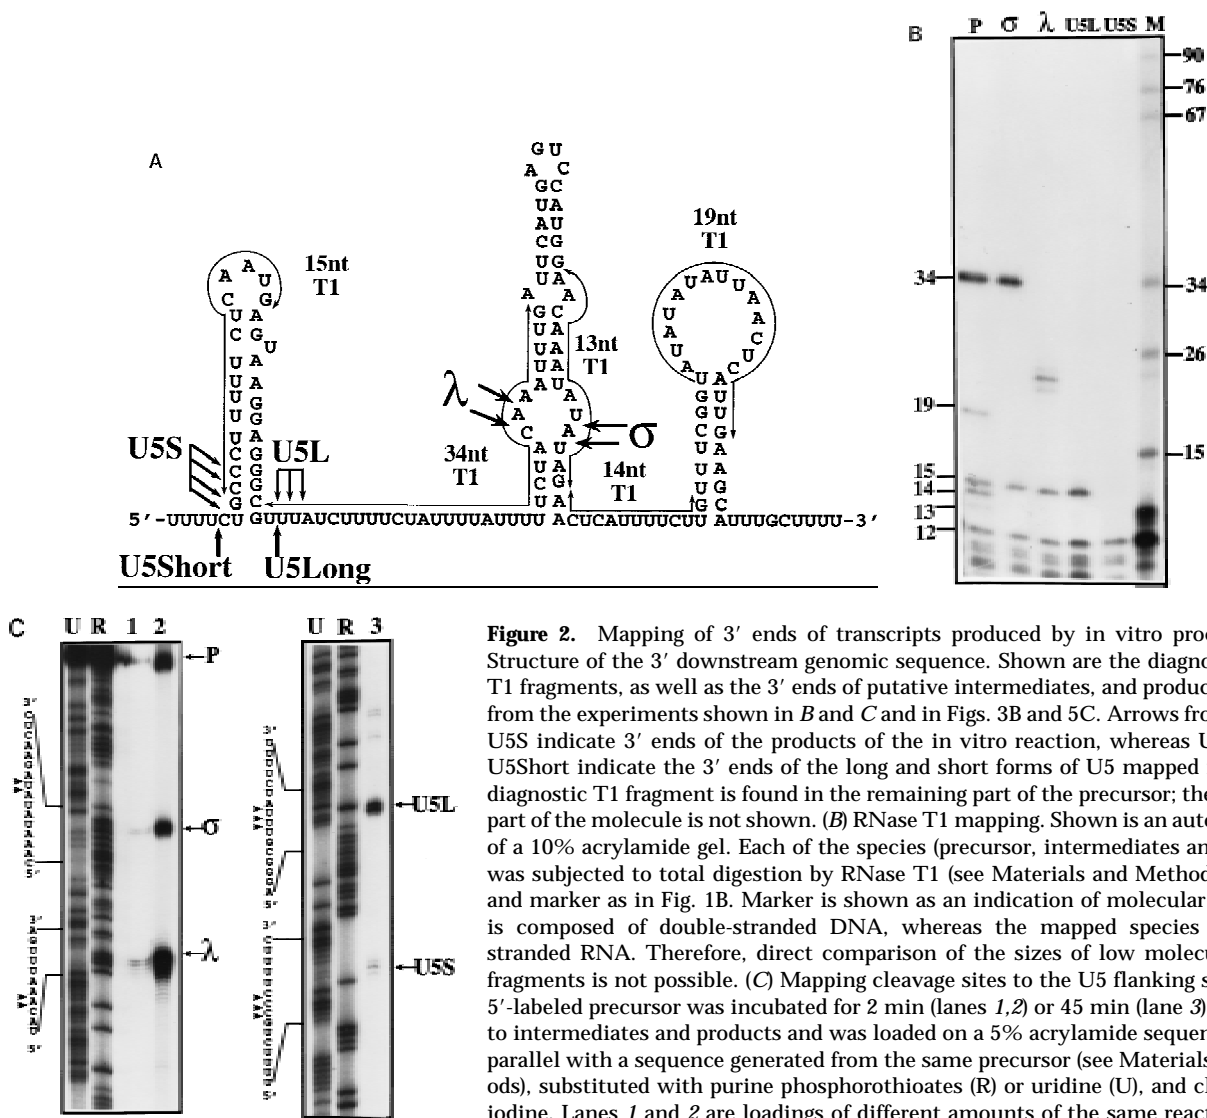 A
15nt
T1
34nt
T1
13nt
T1
14nt
T1
19nt
T1
λ
σ
U5S
U5L
5'-UUUUCU G UUUAUCUUUUCUAUUUUAUUUU ACUCAUUUUCUU AUUUGCUUUU-3'
U5Short U5Long
B
P σ λ U5L U5S M
34
19
15
14
13
12
90
76
67
34
26
15
C
U R 1 2
P
σ
λ
U R 3
U5L
U5S
Figure 2. Mapping of 3′ ends of transcripts produced by in vitro proc
Structure of the 3′ downstream genomic sequence. Shown are the diagno
T1 fragments, as well as the 3′ ends of putative intermediates, and produc
from the experiments shown in B and C and in Figs. 3B and 5C. Arrows fro
U5S indicate 3′ ends of the products of the in vitro reaction, whereas U
U5Short indicate the 3′ ends of the long and short forms of U5 mapped
diagnostic T1 fragment is found in the remaining part of the precursor; the
part of the molecule is not shown. (B) RNase T1 mapping. Shown is an auto
of a 10% acrylamide gel. Each of the species (precursor, intermediates an
was subjected to total digestion by RNase T1 (see Materials and Method
and marker as in Fig. 1B. Marker is shown as an indication of molecular
is composed of double-stranded DNA, whereas the mapped species
stranded RNA. Therefore, direct comparison of the sizes of low molecu
fragments is not possible. (C) Mapping cleavage sites to the U5 flanking s
5′-labeled precursor was incubated for 2 min (lanes 1,2) or 45 min (lane 3)
to intermediates and products and was loaded on a 5% acrylamide sequen
parallel with a sequence generated from the same precursor (see Materials
ods), substituted with purine phosphorothioates (R) or uridine (U), and cl
iodine. Lanes 1 and 2 are loadings of different amounts of the same reac